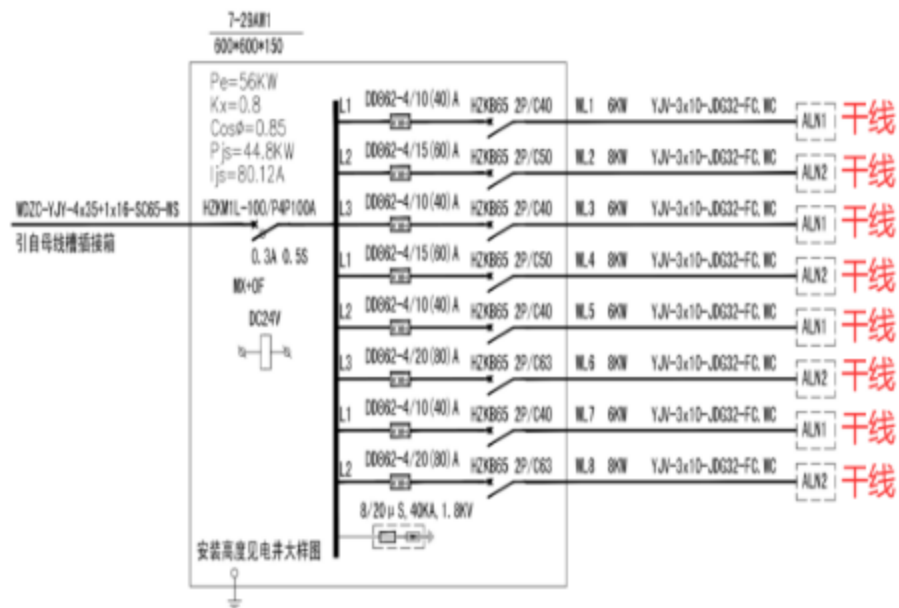 7-29AW1
600*600*150
Pe=56KW
Kx=0.8
CosØ=0.85
Pjs=44.8KW
Ijs=80.12A
WDZC-YJY-4x35+1x16-SC65-WS
引自母线槽插接箱
HZKM1L-100/P4P100A
0.3A 0.5S
MX+OF
DC24V
L1 DD862-4/10(40)A HZKB65 2P/C40 WL1 6KW YJV-3x10-JDG32-FC,WC ALN1 干线
L2 DD862-4/15(60)A HZKB65 2P/C50 WL2 8KW YJV-3x10-JDG32-FC,WC ALN2 干线
L3 DD862-4/10(40)A HZKB65 2P/C40 WL3 6KW YJV-3x10-JDG32-FC,WC ALN1 干线
L1 DD862-4/15(60)A HZKB65 2P/C50 WL4 8KW YJV-3x10-JDG32-FC,WC ALN2 干线
L2 DD862-4/10(40)A HZKB65 2P/C40 WL5 6KW YJV-3x10-JDG32-FC,WC ALN1 干线
L3 DD862-4/20(80)A HZKB65 2P/C63 WL6 8KW YJV-3x10-JDG32-FC,WC ALN2 干线
L1 DD862-4/10(40)A HZKB65 2P/C40 WL7 6KW YJV-3x10-JDG32-FC,WC ALN1 干线
L2 DD862-4/20(80)A HZKB65 2P/C63 WL8 8KW YJV-3x10-JDG32-FC,WC ALN2 干线
8/20μS,40KA,1.8KV
安装高度见电井大样图